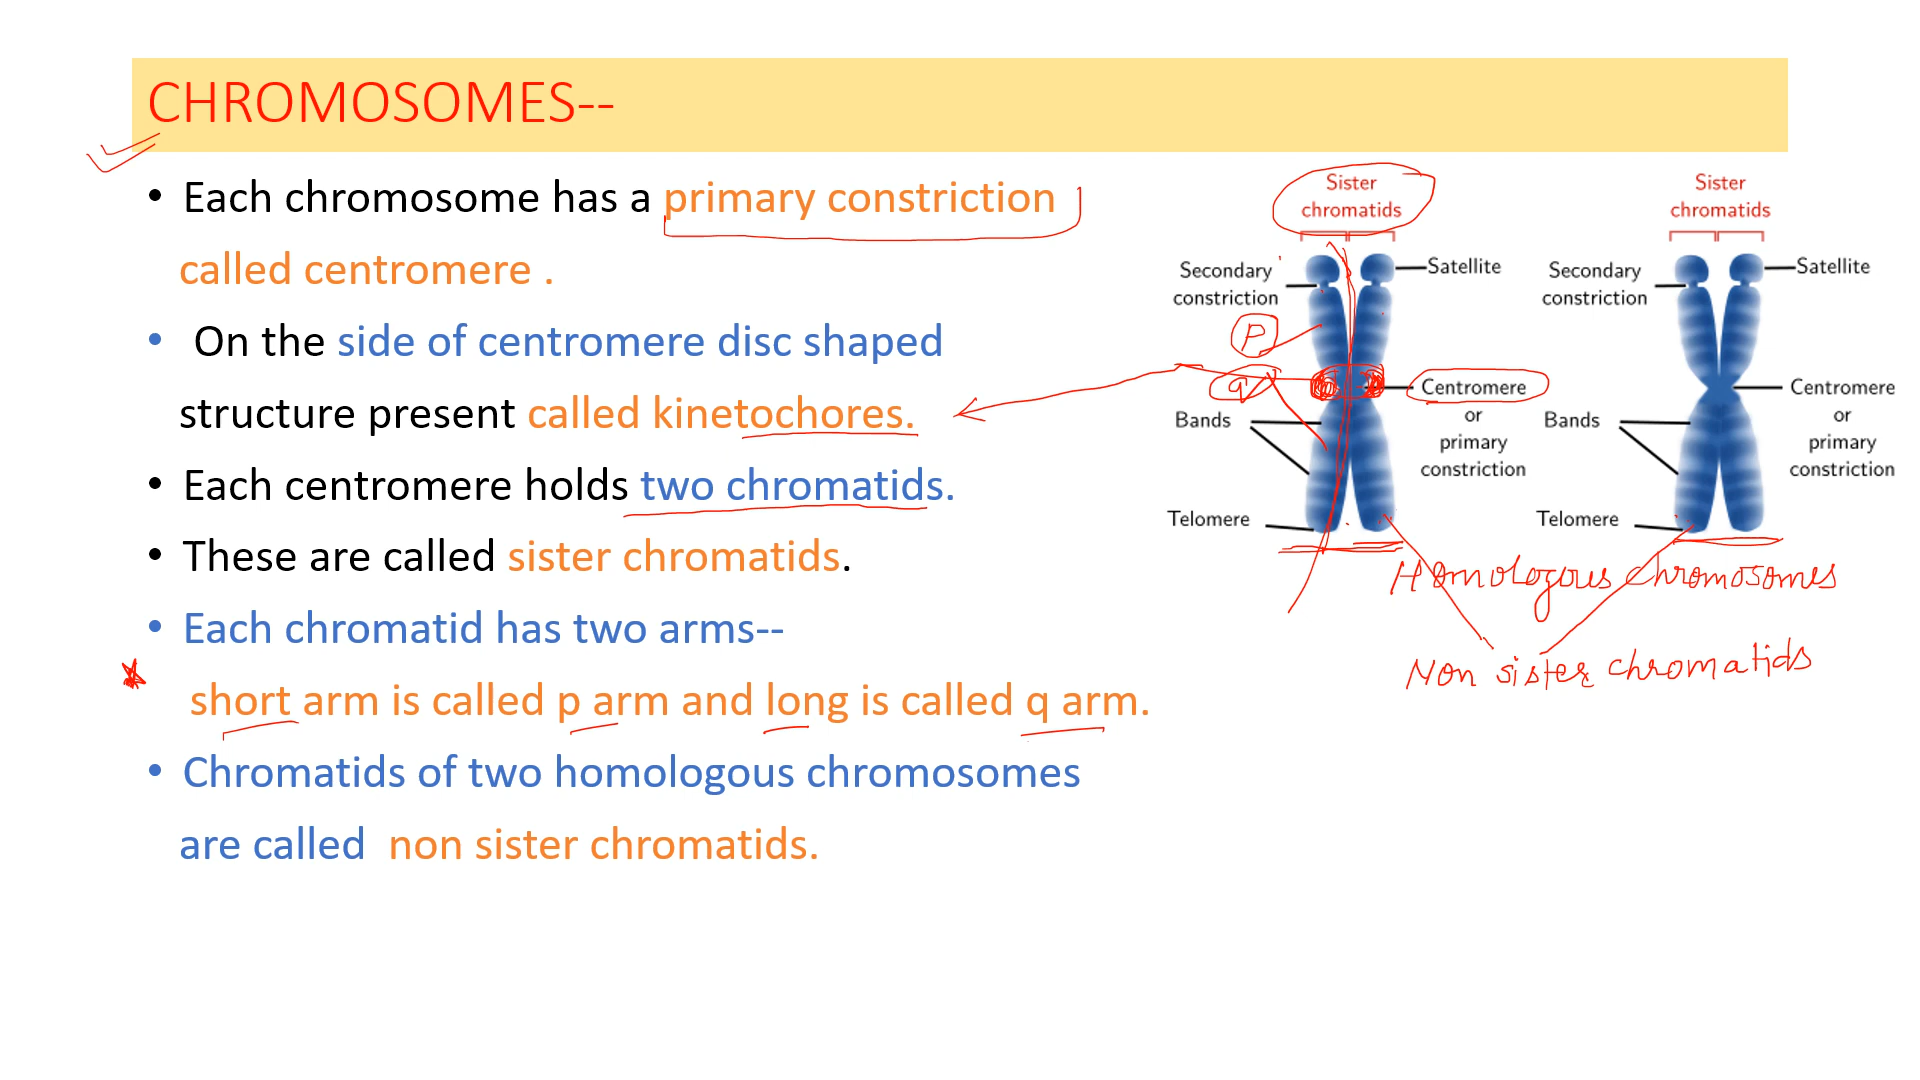 CHROMOSOMES--
• Each chromosome has a primary constriction
called centromere .
• On the side of centromere disc shaped
structure present called kinetochores.
• Each centromere holds two chromatids.
• These are called sister chromatids.
• Each chromatid has two arms--
short arm is called p arm and long is called q arm.
• Chromatids of two homologous chromosomes
are called non sister chromatids.
Sister
chromatids
Secondary
constriction
Satellite
P
q
Centromere
or
primary
constriction
Bands
Telomere
Sister
chromatids
Secondary
constriction
Satellite
Centromere
or
primary
constriction
Bands
Telomere
Homologous chromosomes
Non sister chromatids